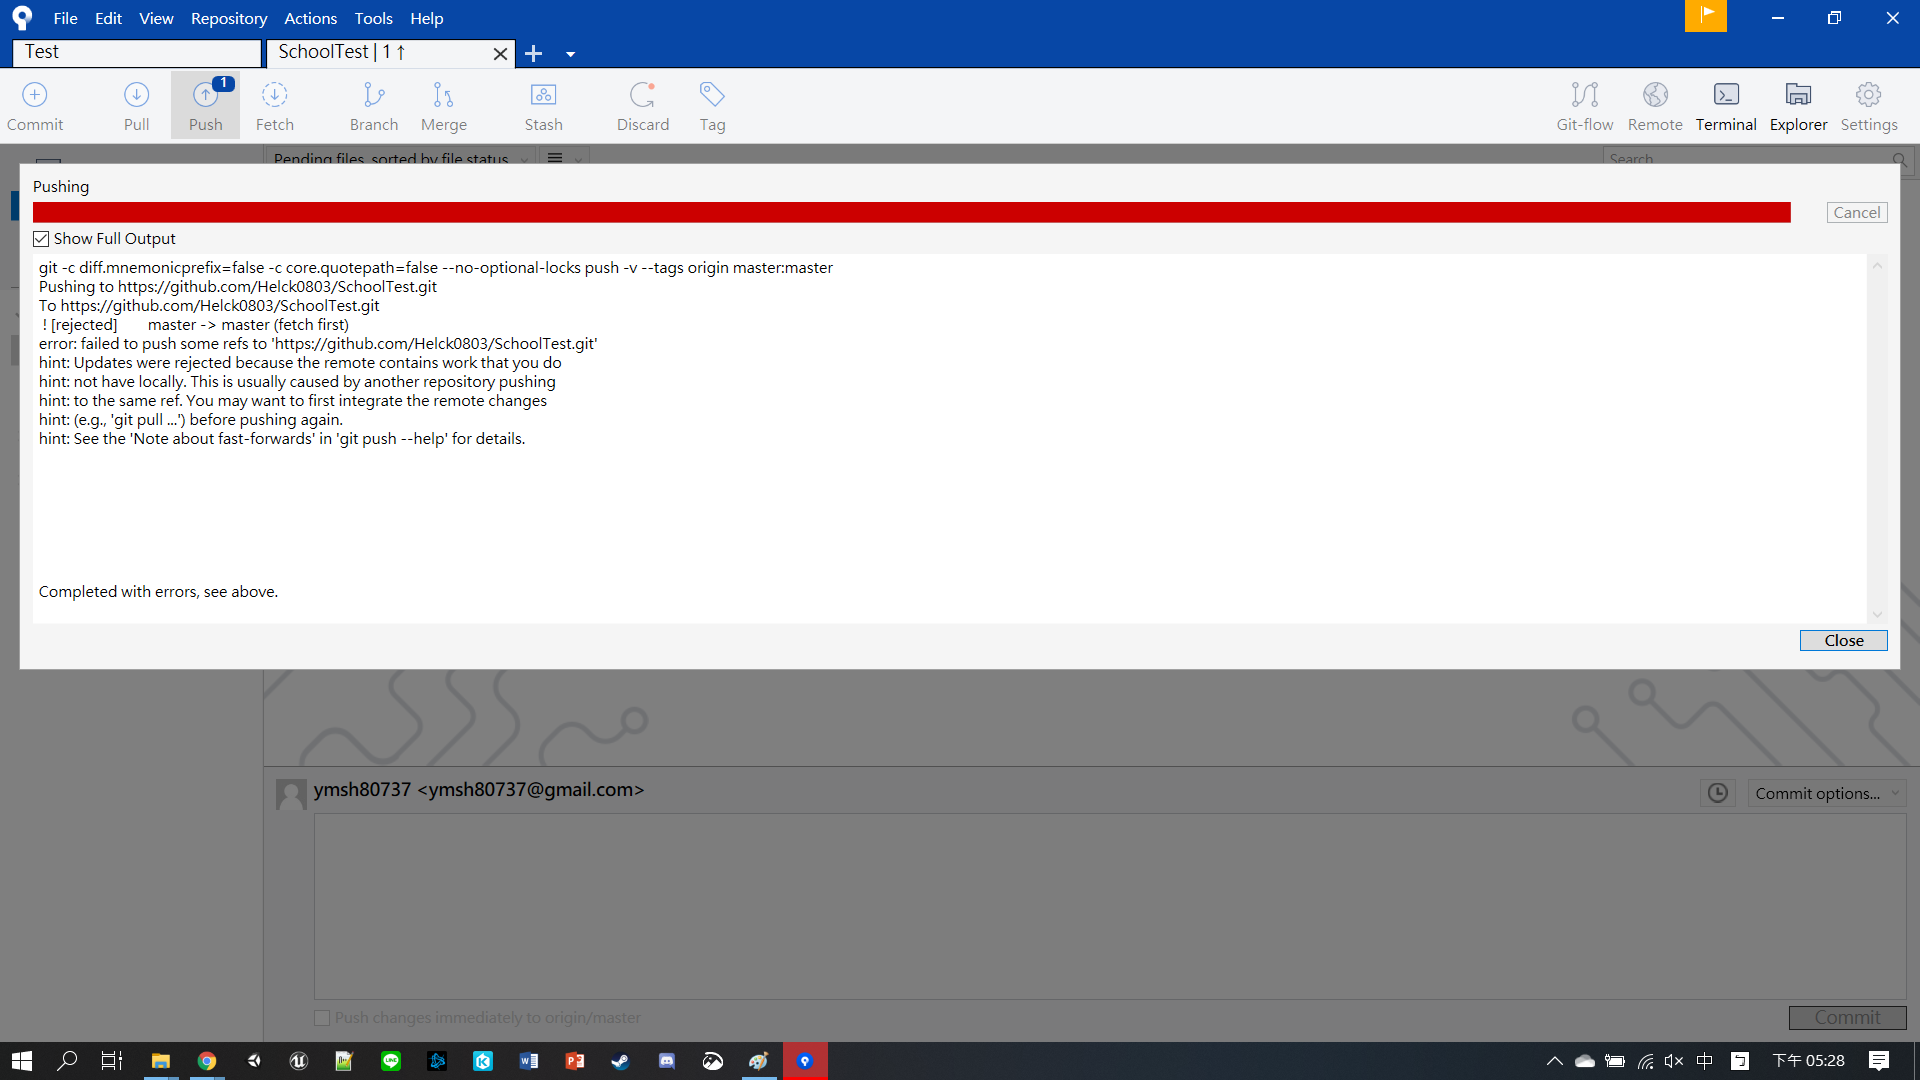 File Edit View Repository Actions Tools Help
Test
SchoolTest | 1 ↑
Commit
Pull
1
Push
Fetch
Branch
Merge
Stash
Discard
Tag
Git-flow
Remote
Terminal
Explorer
Settings
Pending files, sorted by file status
Search
Pushing
Cancel
Show Full Output
git -c diff.mnemonicprefix=false -c core.quotepath=false --no-optional-locks push -v --tags origin master:master
Pushing to https://github.com/Helck0803/SchoolTest.git
To https://github.com/Helck0803/SchoolTest.git
! [rejected] master -> master (fetch first)
error: failed to push some refs to 'https://github.com/Helck0803/SchoolTest.git'
hint: Updates were rejected because the remote contains work that you do
hint: not have locally. This is usually caused by another repository pushing
hint: to the same ref. You may want to first integrate the remote changes
hint: (e.g., 'git pull ...') before pushing again.
hint: See the 'Note about fast-forwards' in 'git push --help' for details.
Completed with errors, see above.
Close
ymsh80737 <ymsh80737@gmail.com>
Commit options...
Push changes immediately to origin/master
Commit
中
下午 05:28